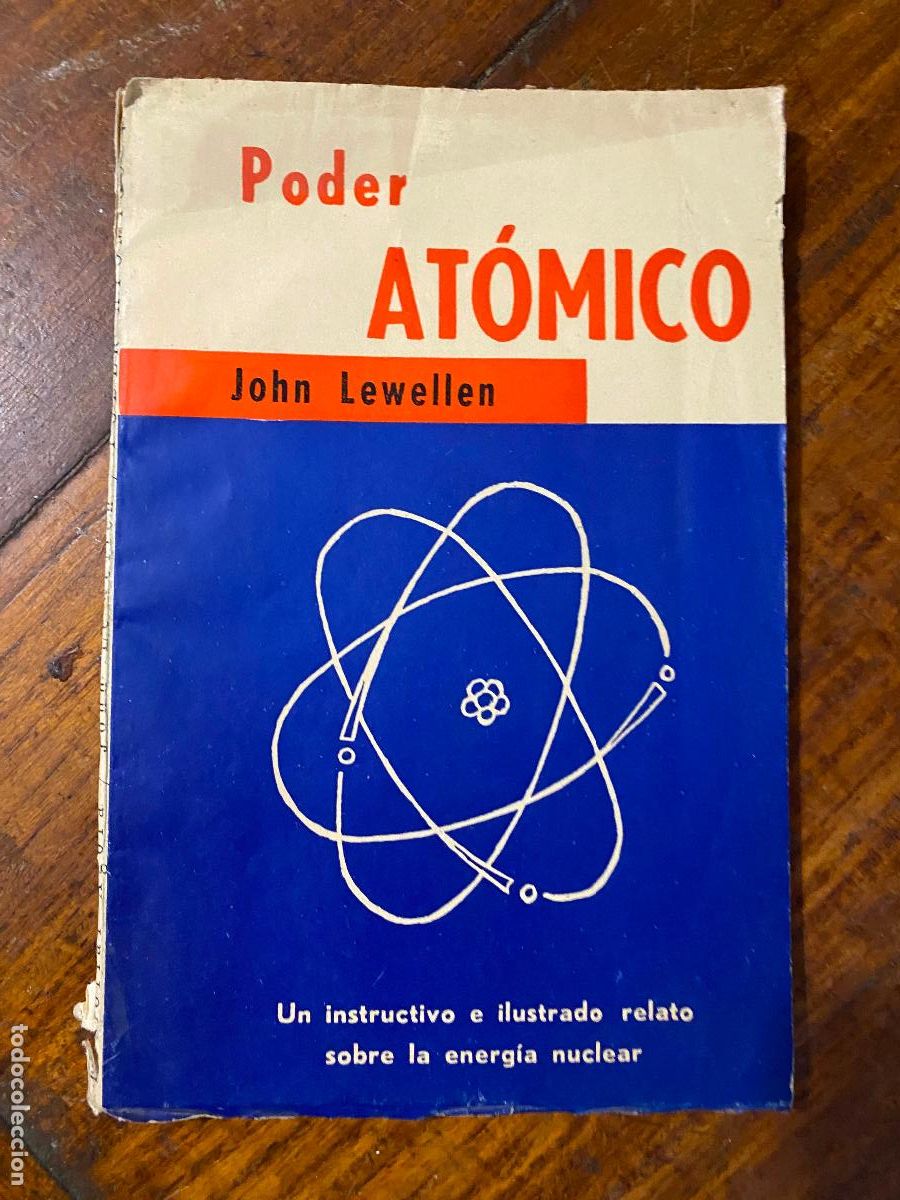 Poder
ATÓMICO
John Lewellen
Un instructivo e ilustrado relato
sobre la energía nuclear
todocoleccion